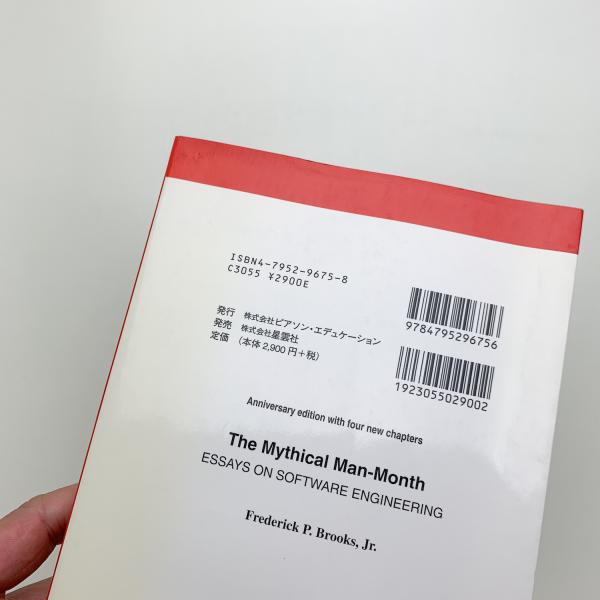 ISBN4-7952-9675-8
C3055 ¥2900E
発行 株式会社ピアソン・エデュケーション
発売 株式会社星雲社
定価 (本体2,900円+税)
9784795296756
1923055029002
Anniversary edition with four new chapters
The Mythical Man-Month
ESSAYS ON SOFTWARE ENGINEERING
Frederick P. Brooks, Jr.